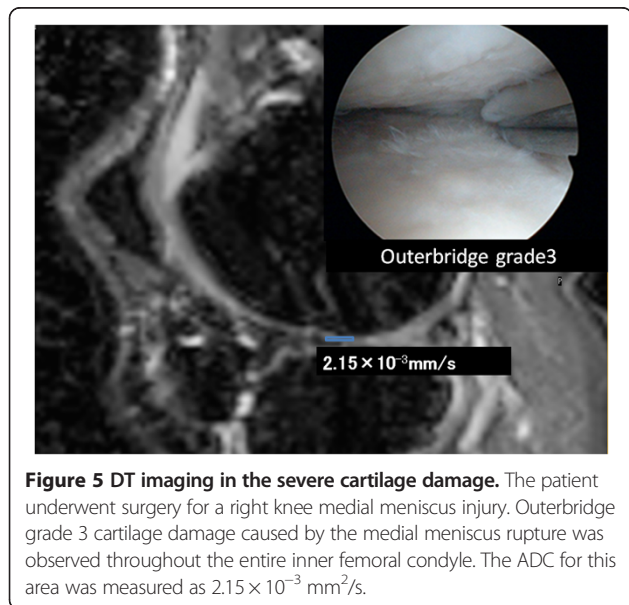 Outerbridge grade3
2.15×10⁻³mm/s
Figure 5 DT imaging in the severe cartilage damage. The patient
underwent surgery for a right knee medial meniscus injury. Outerbridge
grade 3 cartilage damage caused by the medial meniscus rupture was
observed throughout the entire inner femoral condyle. The ADC for this
area was measured as 2.15 × 10⁻³ mm²/s.